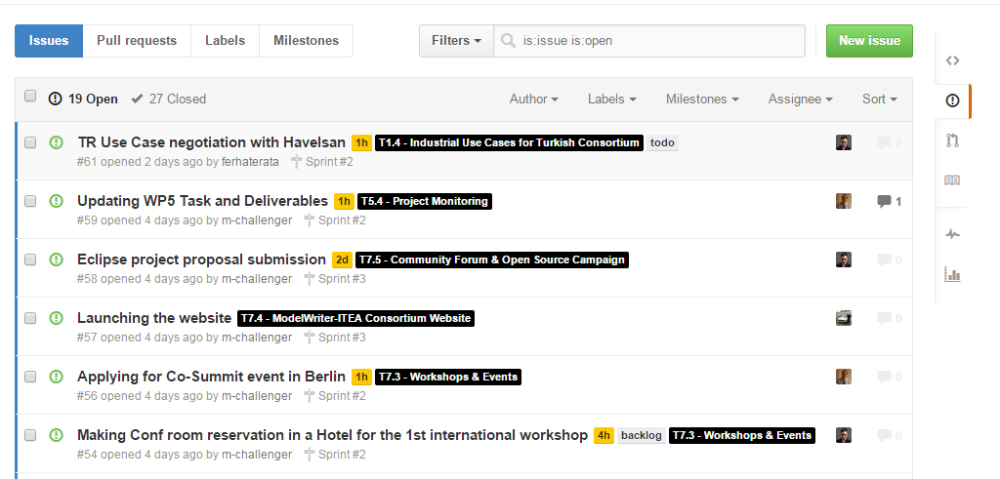 Issues Pull requests Labels Milestones Filters is:issue is:open New issue
19 Open 27 Closed Author Labels Milestones Assignee Sort
TR Use Case negotiation with Havelsan 1h T1.4 - Industrial Use Cases for Turkish Consortium todo 0
#61 opened 2 days ago by ferhaterata Sprint #2
Updating WP5 Task and Deliverables 1h T5.4 - Project Monitoring 1
#59 opened 4 days ago by m-challenger Sprint #2
Eclipse project proposal submission 2d T7.5 - Community Forum & Open Source Campaign 0
#58 opened 4 days ago by m-challenger Sprint #3
Launching the website T7.4 - ModelWriter-ITEA Consortium Website 0
#57 opened 4 days ago by m-challenger Sprint #3
Applying for Co-Summit event in Berlin 1h T7.3 - Workshops & Events 0
#56 opened 4 days ago by m-challenger Sprint #2
Making Conf room reservation in a Hotel for the 1st international workshop 4h backlog T7.3 - Workshops & Events 0
#54 opened 4 days ago by m-challenger Sprint #2